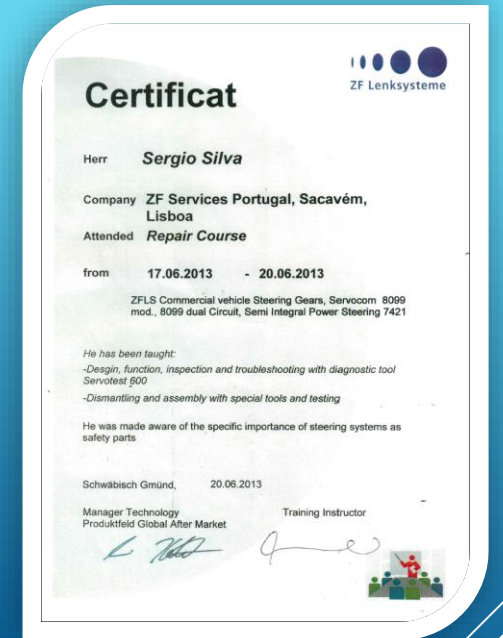 ZF Lenksysteme
Certificat
Herr Sergio Silva
Company ZF Services Portugal, Sacavém,
Lisboa
Attended Repair Course
from 17.06.2013 - 20.06.2013
ZFLS Commercial vehicle Steering Gears, Servocom 8099
mod., 8099 dual Circuit, Semi Integral Power Steering 7421
He has been taught:
-Desgin, function, inspection and troubleshooting with diagnostic tool
Servotest 600
-Dismantling and assembly with special tools and testing
He was made aware of the specific importance of steering systems as
safety parts
Schwäbisch Gmünd, 20.06.2013
Manager Technology Training Instructor
Produktfeld Global After Market